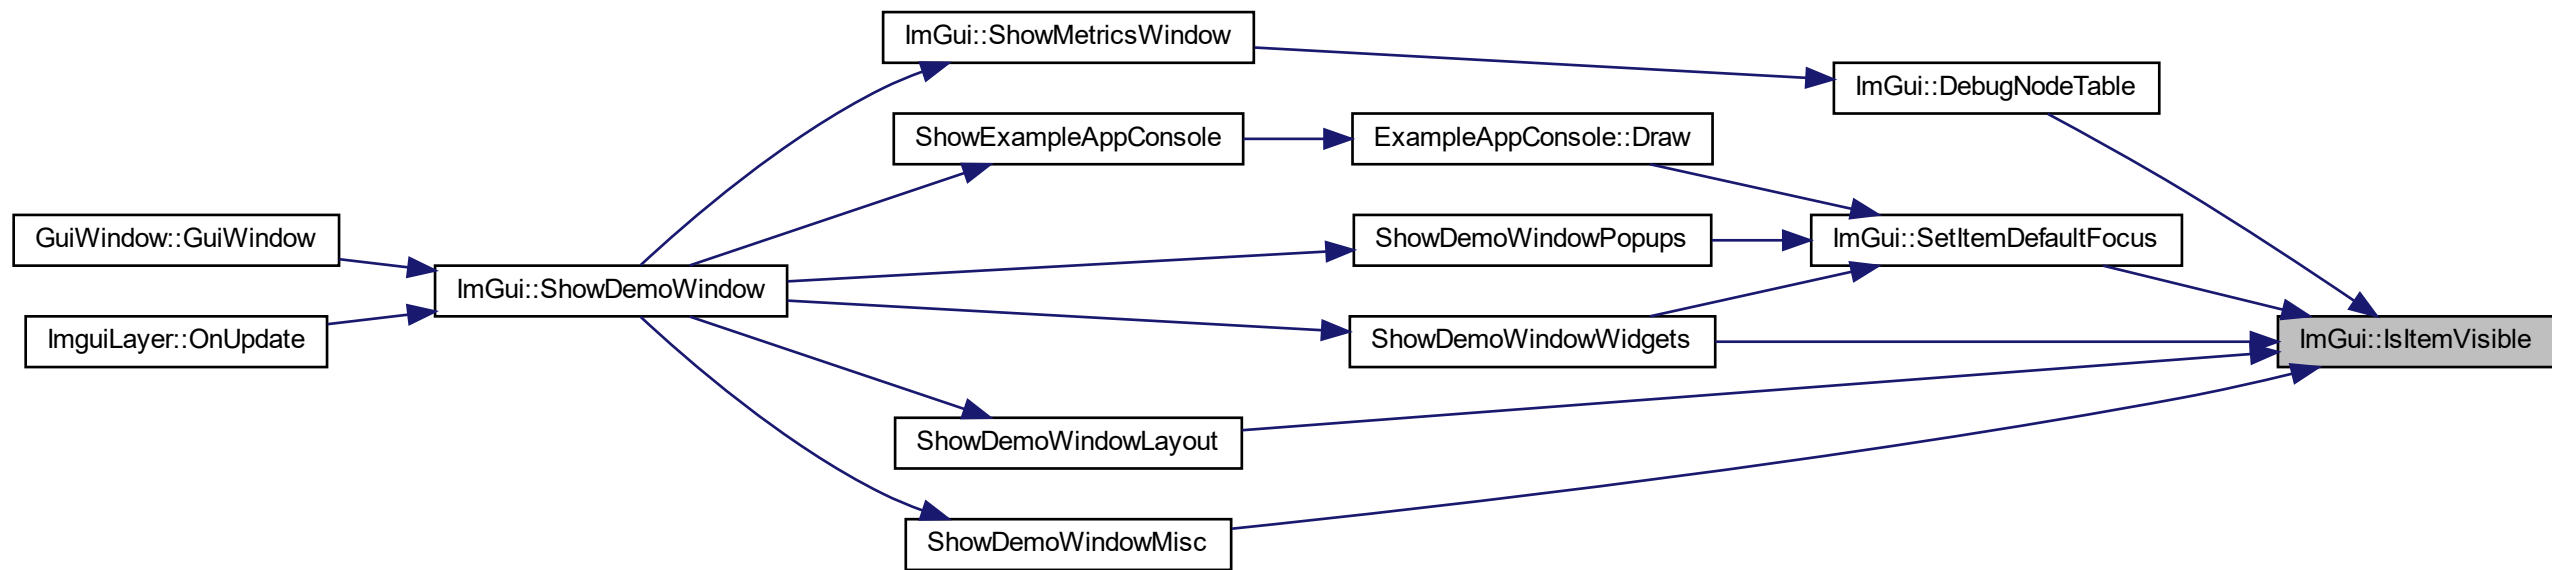 ImGui::ShowMetricsWindow
ImGui::DebugNodeTable
ShowExampleAppConsole
ExampleAppConsole::Draw
GuiWindow::GuiWindow
ShowDemoWindowPopups
ImGui::SetItemDefaultFocus
ImGui::ShowDemoWindow
ImguiLayer::OnUpdate
ShowDemoWindowWidgets
ImGui::IsItemVisible
ShowDemoWindowLayout
ShowDemoWindowMisc